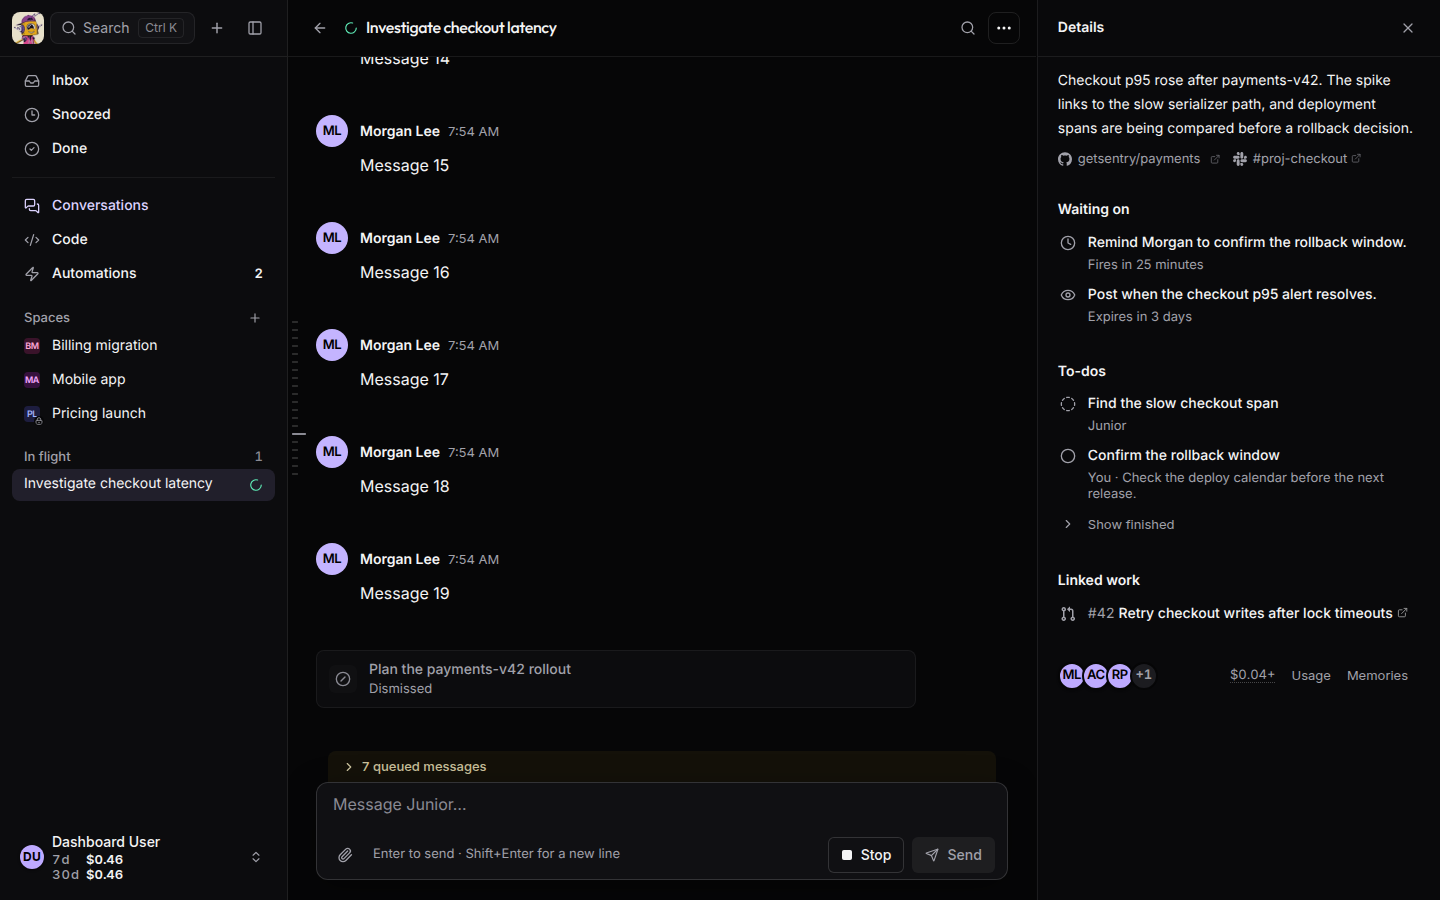 Search
Ctrl K
Inbox
Snoozed
Done
Conversations
Code
Automations
2
Spaces
BM
Billing migration
MA
Mobile app
PL
Pricing launch
In flight
1
Investigate checkout latency
DU
Dashboard User
7d $0.46
30d $0.46
Investigate checkout latency
Message 14
ML
Morgan Lee 7:54 AM
Message 15
ML
Morgan Lee 7:54 AM
Message 16
ML
Morgan Lee 7:54 AM
Message 17
ML
Morgan Lee 7:54 AM
Message 18
ML
Morgan Lee 7:54 AM
Message 19
Plan the payments-v42 rollout
Dismissed
7 queued messages
Message Junior...
Enter to send · Shift+Enter for a new line
Stop
Send
Details
Checkout p95 rose after payments-v42. The spike
links to the slow serializer path, and deployment
spans are being compared before a rollback decision.
getsentry/payments
#proj-checkout
Waiting on
Remind Morgan to confirm the rollback window.
Fires in 25 minutes
Post when the checkout p95 alert resolves.
Expires in 3 days
To-dos
Find the slow checkout span
Junior
Confirm the rollback window
You · Check the deploy calendar before the next
release.
Show finished
Linked work
#42 Retry checkout writes after lock timeouts
ML AC RP +1
$0.04+
Usage
Memories